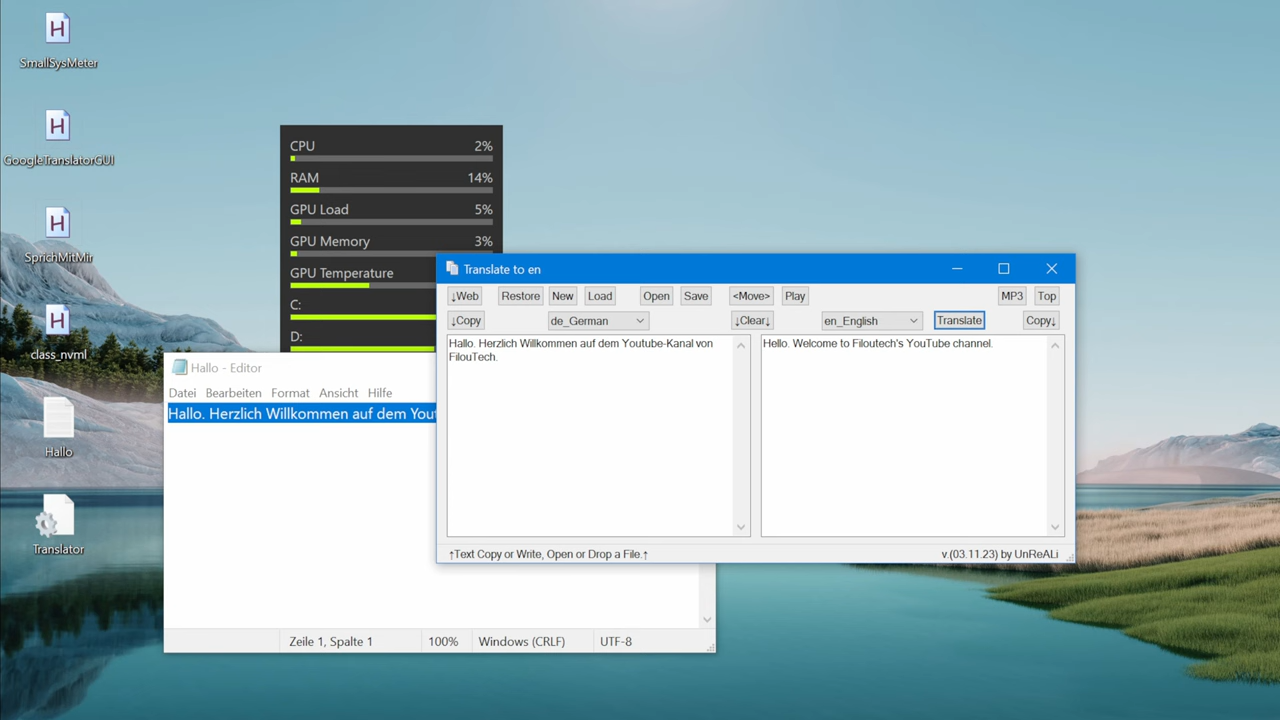 SmallSysMeter
GoogleTranslatorGUI
SprichMitMir
class_nvml
Hallo
Translator
CPU 2%
RAM 14%
GPU Load 5%
GPU Memory 3%
GPU Temperature
C:
D:
Hallo - Editor
Datei Bearbeiten Format Ansicht Hilfe
Hallo. Herzlich Willkommen auf dem
Zeile 1, Spalte 1 100% Windows (CRLF) UTF-8
Translate to en
↓Web Restore New Load Open Save <Move> Play MP3 Top
↓Copy de_German ↓Clear↓ en_English Translate Copy↓
Hallo. Herzlich Willkommen auf dem Youtube-Kanal von
FilouTech.
Hello. Welcome to Filoutech's YouTube channel.
↑Text Copy or Write, Open or Drop a File.↑ v.(03.11.23) by UnReALi